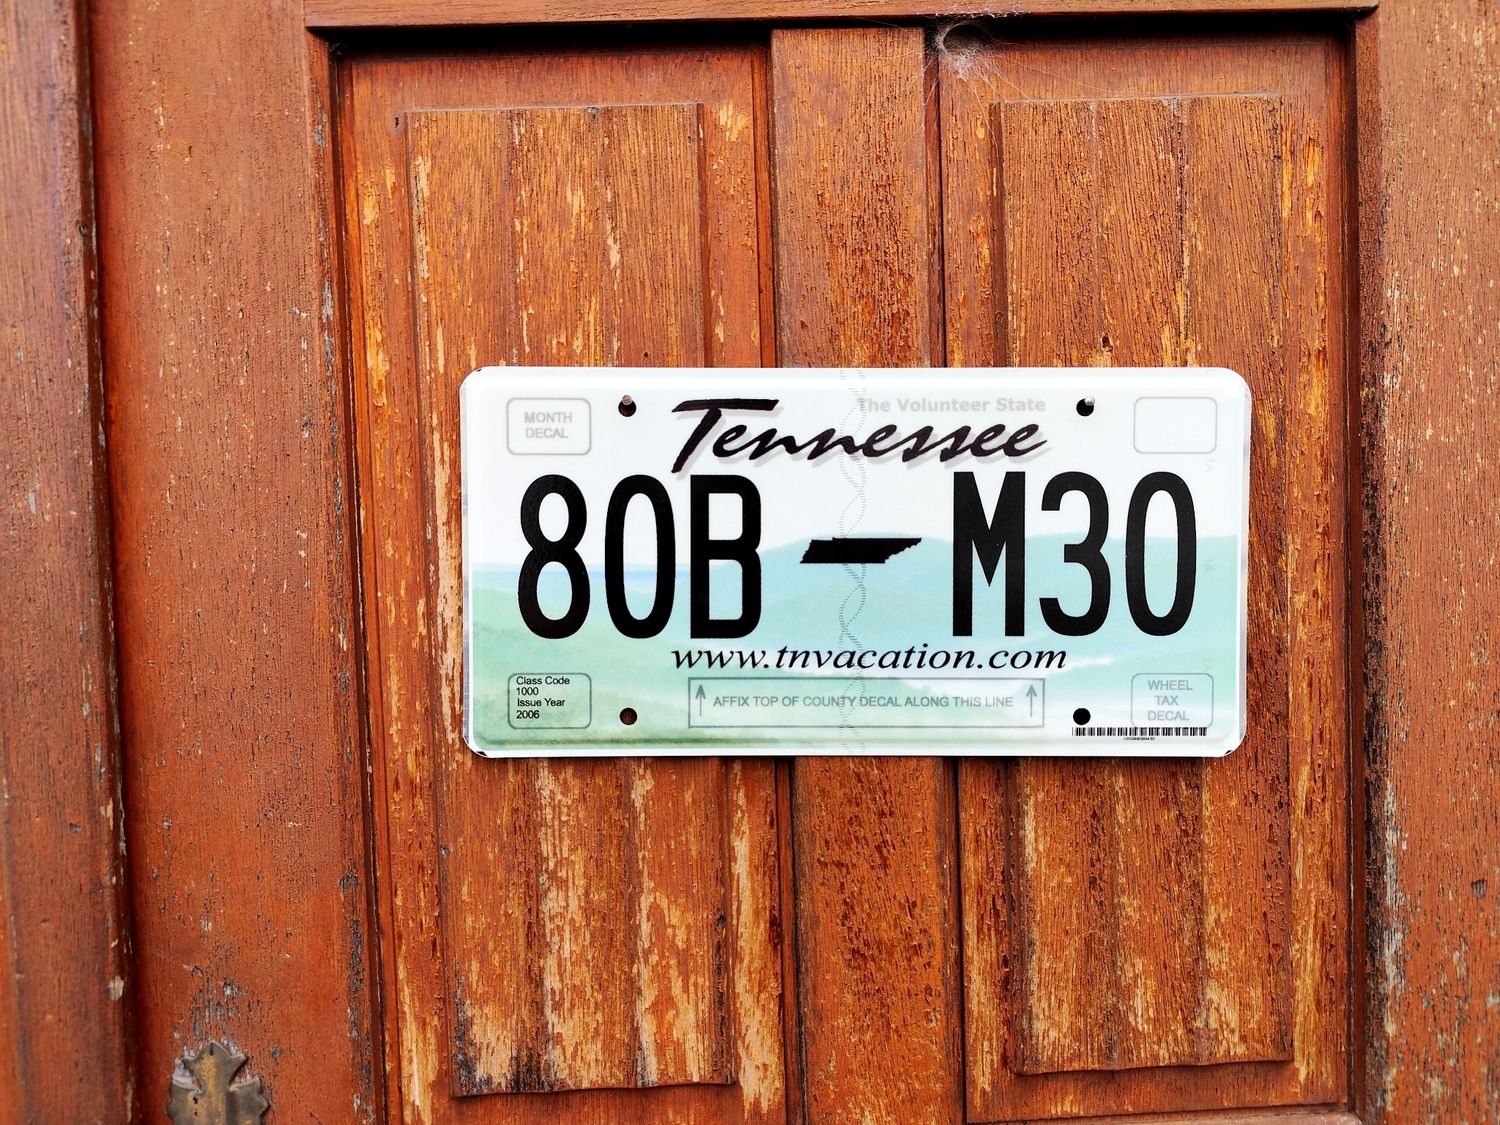 MONTH
DECAL
The Volunteer State
Tennessee
80B M30
www.tnvacation.com
Class Code
1000
Issue Year
2006
AFFIX TOP OF COUNTY DECAL ALONG THIS LINE
WHEEL
TAX
DECAL